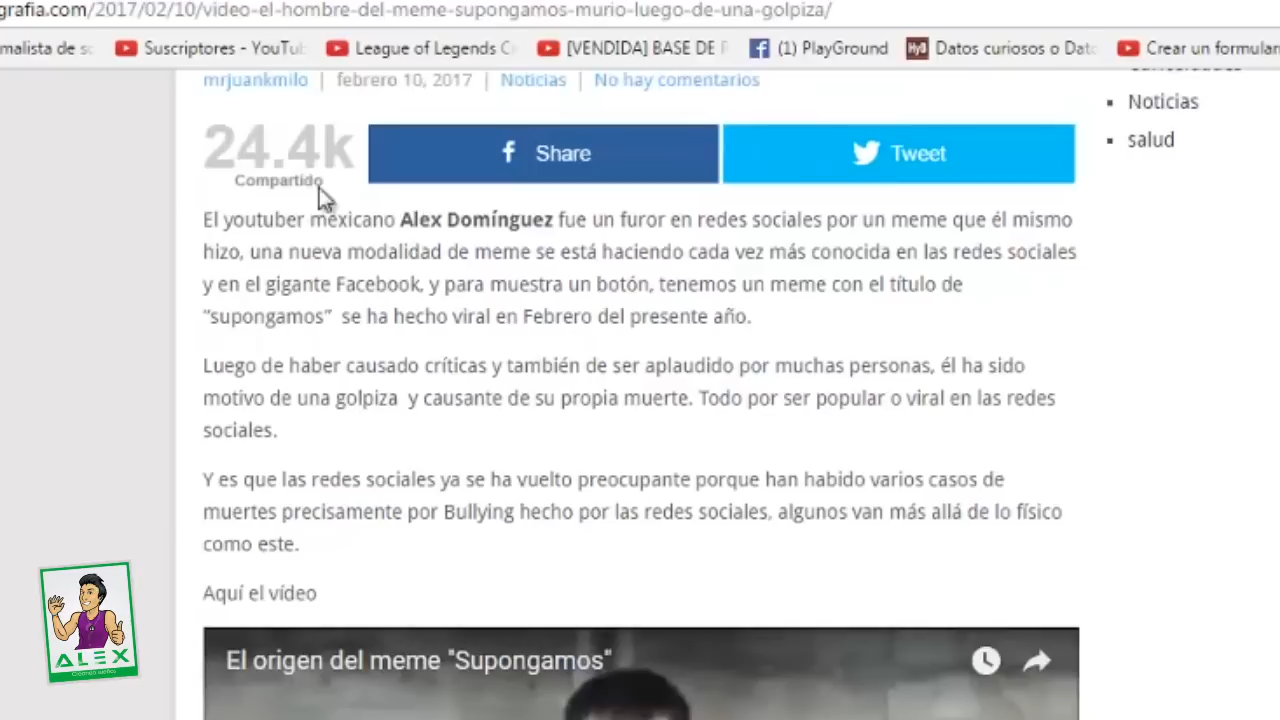 grafia.com/2017/02/10/video-el-hombre-del-meme-supongamos-murio-luego-de-una-golpiza/
malista de Suscriptores - YouTu League of Legends [VENDIDA] BASE DE (1) PlayGround Datos curiosos o Dat Crear un formular
mrjuankmilo | febrero 10, 2017 | Noticias | No hay comentarios
Noticias
salud
24.4k
Compartido
Share
Tweet
El youtuber mexicano Alex Domínguez fue un furor en redes sociales por un meme que él mismo
hizo, una nueva modalidad de meme se está haciendo cada vez más conocida en las redes sociales
y en el gigante Facebook, y para muestra un botón, tenemos un meme con el título de
“supongamos” se ha hecho viral en Febrero del presente año.
Luego de haber causado críticas y también de ser aplaudido por muchas personas, él ha sido
motivo de una golpiza y causante de su propia muerte. Todo por ser popular o viral en las redes
sociales.
Y es que las redes sociales ya se ha vuelto preocupante porque han habido varios casos de
muertes precisamente por Bullying hecho por las redes sociales, algunos van más allá de lo físico
como este.
Aquí el vídeo
El origen del meme "Supongamos"
ALEX